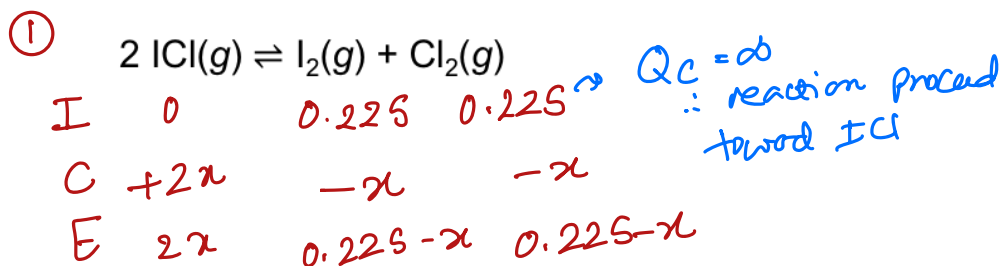 ①
2 ICl(g) ⇌ I₂(g) + Cl₂(g)
I 0 0.225 0.225 → Qc = ∞
∴ reaction proceed
toward ICl
C +2x -x -x
E 2x 0.225-x 0.225-x